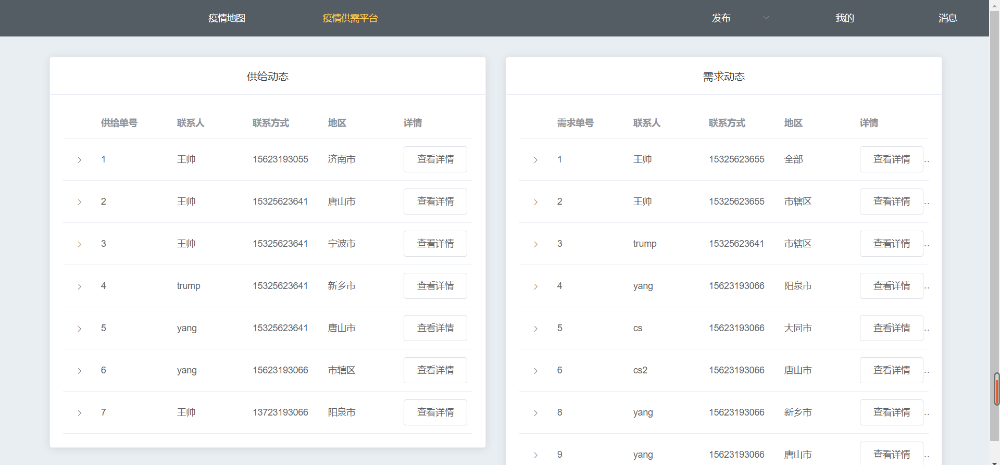 疫情地图 疫情供需平台 发布 我的 消息
供给动态
供给单号 联系人 联系方式 地区 详情
1 王帅 15623193055 济南市 查看详情
2 王帅 15325623641 唐山市 查看详情
3 王帅 15325623641 宁波市 查看详情
4 trump 15325623641 新乡市 查看详情
5 yang 15325623641 唐山市 查看详情
6 yang 15623193066 市辖区 查看详情
7 王帅 13723193066 阳泉市 查看详情
需求动态
需求单号 联系人 联系方式 地区 详情
1 王帅 15325623655 全部 查看详情 ..
2 王帅 15325623655 市辖区 查看详情 ..
3 trump 15325623641 市辖区 查看详情 ..
4 yang 15623193066 阳泉市 查看详情 ..
5 cs 15623193066 大同市 查看详情 ..
6 cs2 15623193066 唐山市 查看详情 ..
8 yang 15623193066 新乡市 查看详情 ..
9 yang 15623193066 唐山市 查看详情 ..